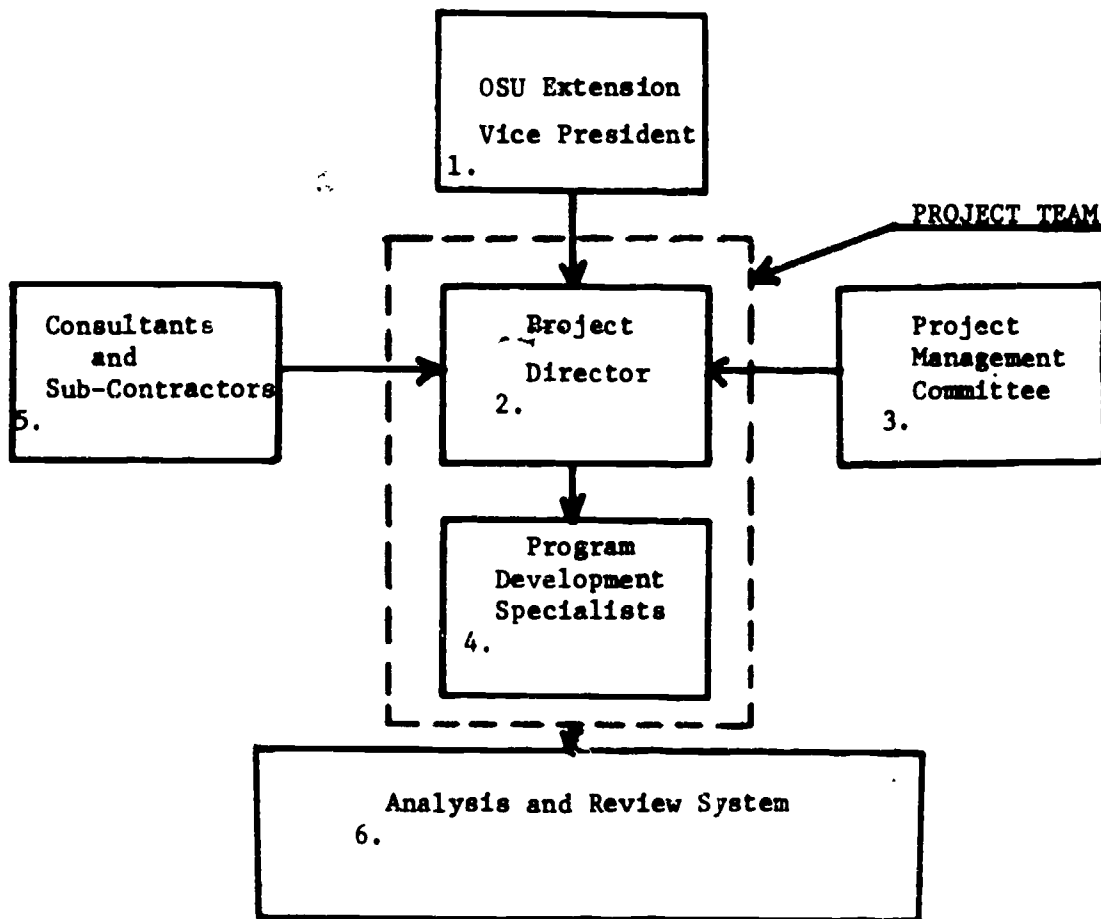 OSU Extension
Vice President
1.
PROJECT TEAM
Consultants
and
Sub-Contractors
5.
Project
Director
2.
Project
Management
Committee
3.
Program
Development
Specialists
4.
Analysis and Review System
6.